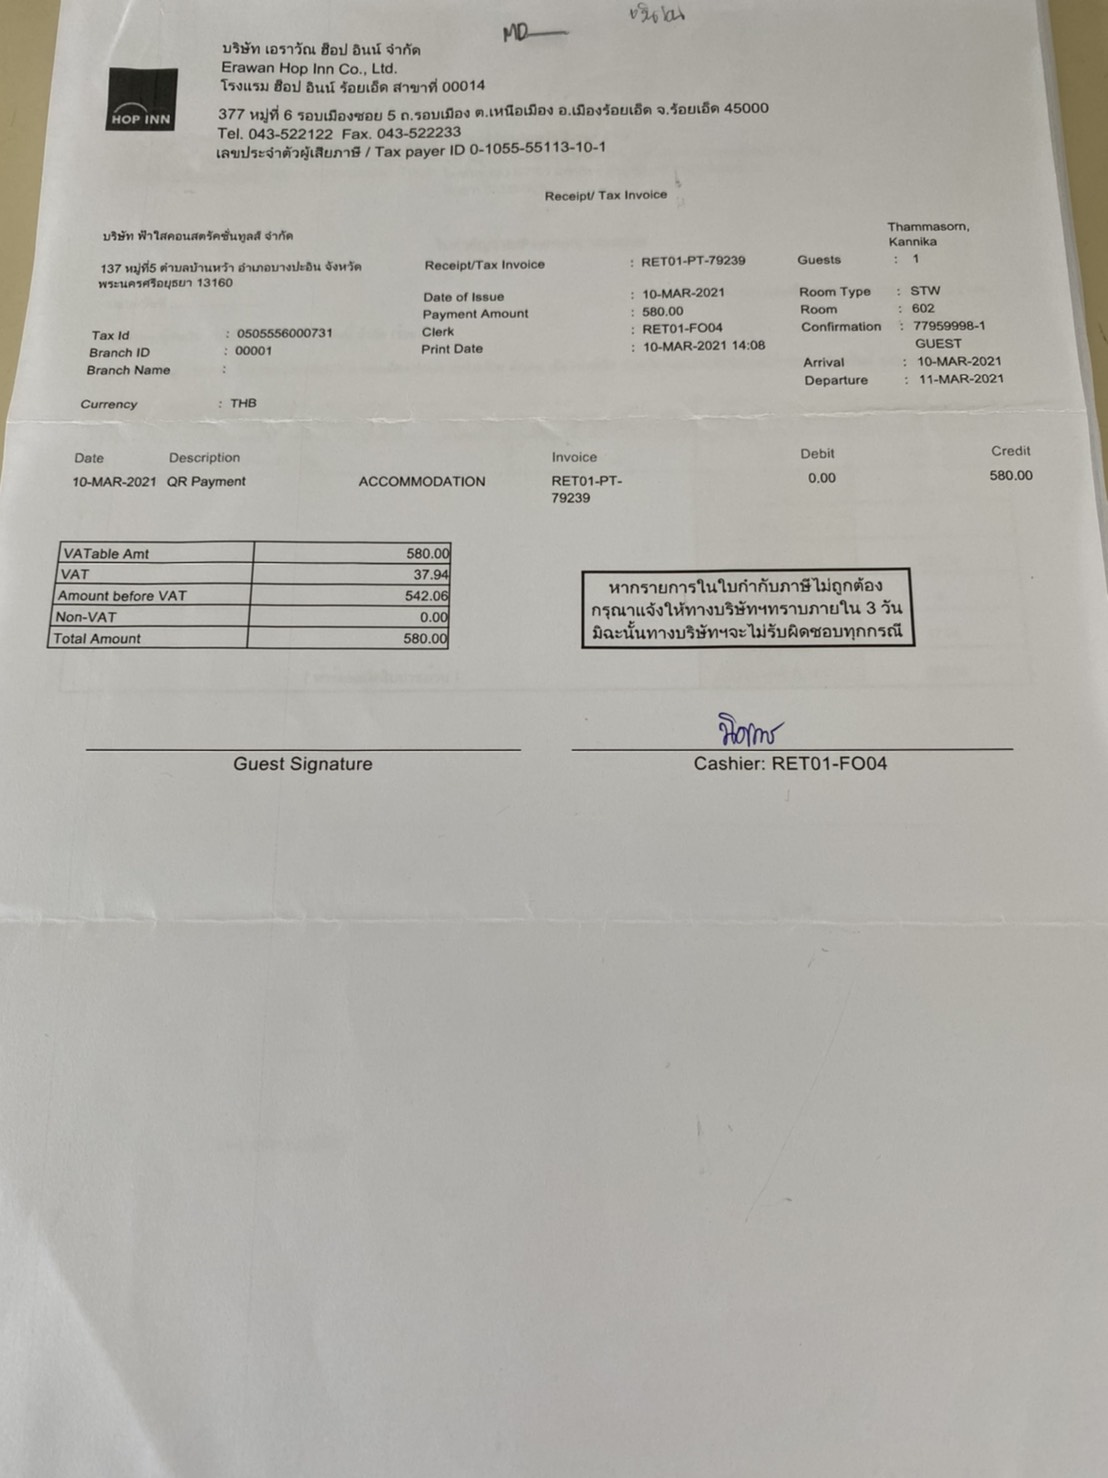 MD
บริษัท เอราวัณ ฮ็อป อินน์ จำกัด
Erawan Hop Inn Co., Ltd.
โรงแรม ฮ็อป อินน์ ร้อยเอ็ด สาขาที่ 00014
HOP INN
377 หมู่ที่ 6 รอบเมืองซอย 5 ถ.รอบเมือง ต.เหนือเมือง อ.เมืองร้อยเอ็ด จ.ร้อยเอ็ด 45000
Tel. 043-522122 Fax. 043-522233
เลขประจำตัวผู้เสียภาษี / Tax payer ID 0-1055-55113-10-1
Receipt/ Tax Invoice
บริษัท ฟ้าใสคอนสตรัคชั่นทูลส์ จำกัด
137 หมู่ที่5 ตำบลบ้านหว้า อำเภอบางปะอิน จังหวัด
พระนครศรีอยุธยา 13160
Tax Id : 0505556000731
Branch ID : 00001
Branch Name :
Currency : THB
Receipt/Tax Invoice : RET01-PT-79239
Date of Issue : 10-MAR-2021
Payment Amount : 580.00
Clerk : RET01-FO04
Print Date : 10-MAR-2021 14:08
Thammasorn,
Kannika
Guests : 1
Room Type : STW
Room : 602
Confirmation : 77959998-1
GUEST
Arrival : 10-MAR-2021
Departure : 11-MAR-2021
Date Description Invoice Debit Credit
10-MAR-2021 QR Payment ACCOMMODATION RET01-PT- 0.00 580.00
79239
VATable Amt 580.00
VAT 37.94
Amount before VAT 542.06
Non-VAT 0.00
Total Amount 580.00
หากรายการในใบกำกับภาษีไม่ถูกต้อง
กรุณาแจ้งให้ทางบริษัทฯทราบภายใน 3 วัน
มิฉะนั้นทางบริษัทฯจะไม่รับผิดชอบทุกกรณี
Guest Signature
Cashier: RET01-FO04